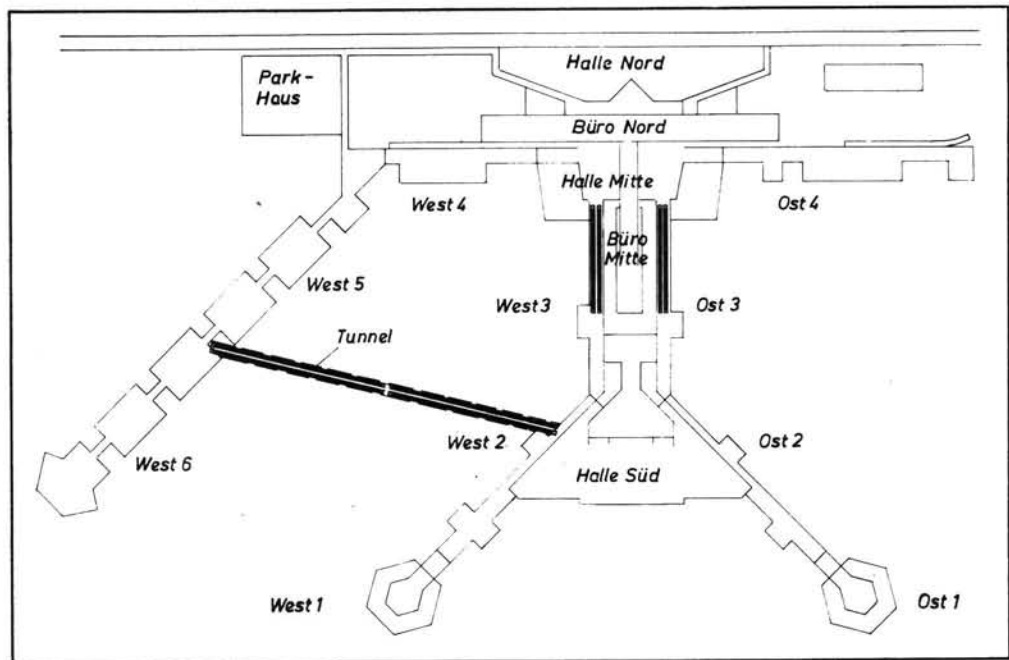 Halle Nord
Park-
Haus
Büro Nord
Halle Mitte
West 4
Ost 4
Büro
Mitte
West 5
West 3
Ost 3
Tunnel
West 2
Ost 2
West 6
Halle Süd
West 1
Ost 1